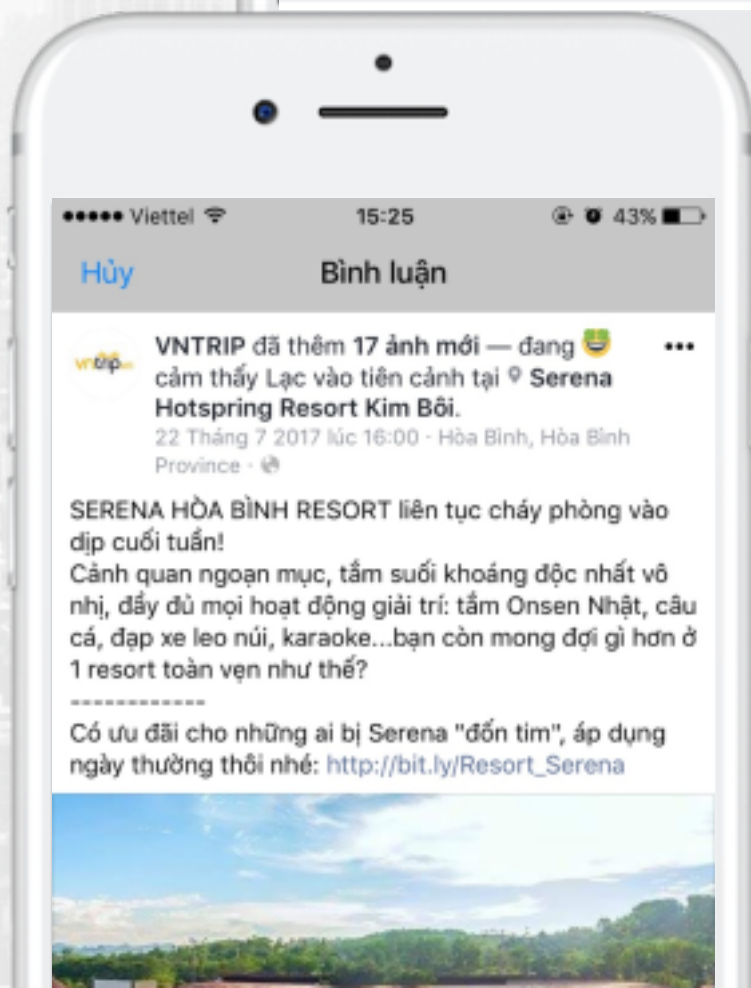 Viettel 15:25 43%
Hủy Bình luận
vntrip
VNTRIP đã thêm 17 ảnh mới — đang
cảm thấy Lạc vào tiên cảnh tại Serena
Hotspring Resort Kim Bôi.
22 Tháng 7 2017 lúc 16:00 · Hòa Bình, Hòa Bình
Province ·
SERENA HÒA BÌNH RESORT liên tục cháy phòng vào
dịp cuối tuần!
Cảnh quan ngoạn mục, tắm suối khoáng độc nhất vô
nhị, đầy đủ mọi hoạt động giải trí: tắm Onsen Nhật, câu
cá, đạp xe leo núi, karaoke...bạn còn mong đợi gì hơn ở
1 resort toàn vẹn như thế?
------------
Có ưu đãi cho những ai bị Serena "đốn tim", áp dụng
ngày thường thôi nhé: http://bit.ly/Resort_Serena